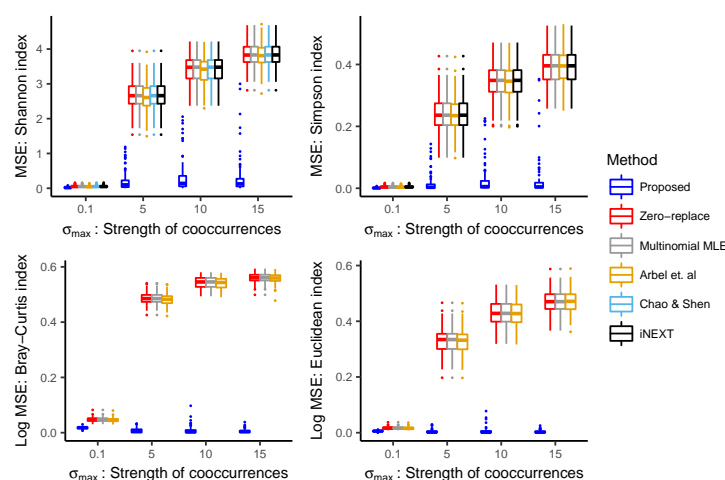 MSE: Shannon index
4
3
2
1
0
0.1
5
10
15
σmax : Strength of cooccurrences
MSE: Simpson index
0.4
0.2
0.0
0.1
5
10
15
σmax : Strength of cooccurrences
Log MSE: Bray−Curtis index
0.6
0.4
0.2
0.0
0.1
5
10
15
σmax : Strength of cooccurrences
Log MSE: Euclidean index
0.6
0.4
0.2
0.0
0.1
5
10
15
σmax : Strength of cooccurrences
Method
Proposed
Zero−replace
Multinomial MLE
Arbel et. al
Chao & Shen
iNEXT